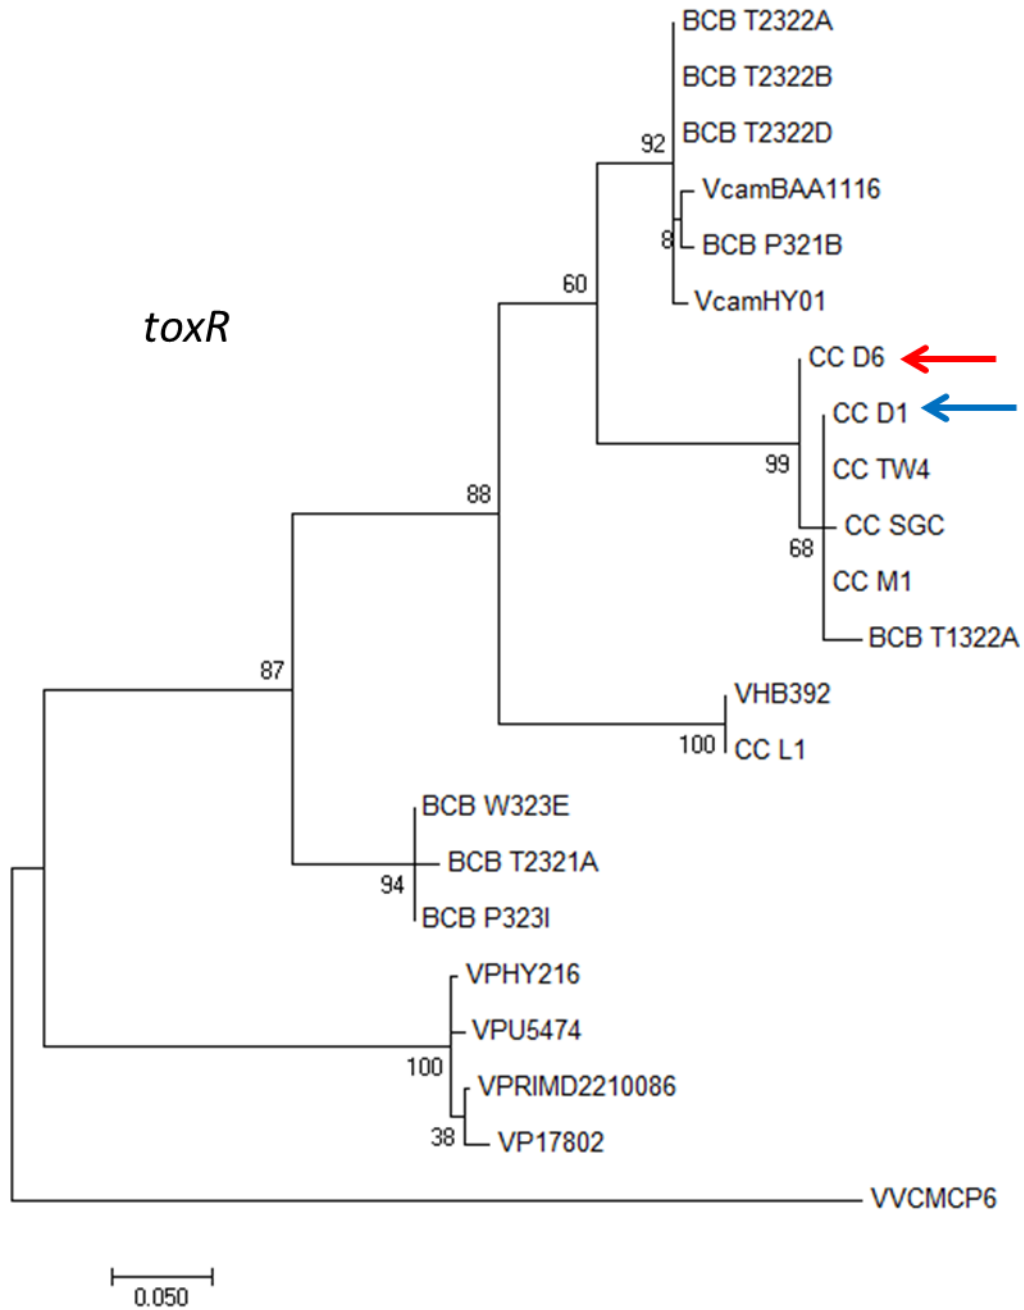 BCB T2322A
BCB T2322B
BCB T2322D
92
VcamBAA1116
8
BCB P321B
60
VcamHY01
toxR
CC D6
CC D1
99
CC TW4
88
CC SGC
68
CC M1
BCB T1322A
87
VHB392
100
CC L1
BCB W323E
BCB T2321A
94
BCB P323I
VPHY216
VPU5474
100
VPRIMD2210086
38
VP17802
VVCMCP6
0.050